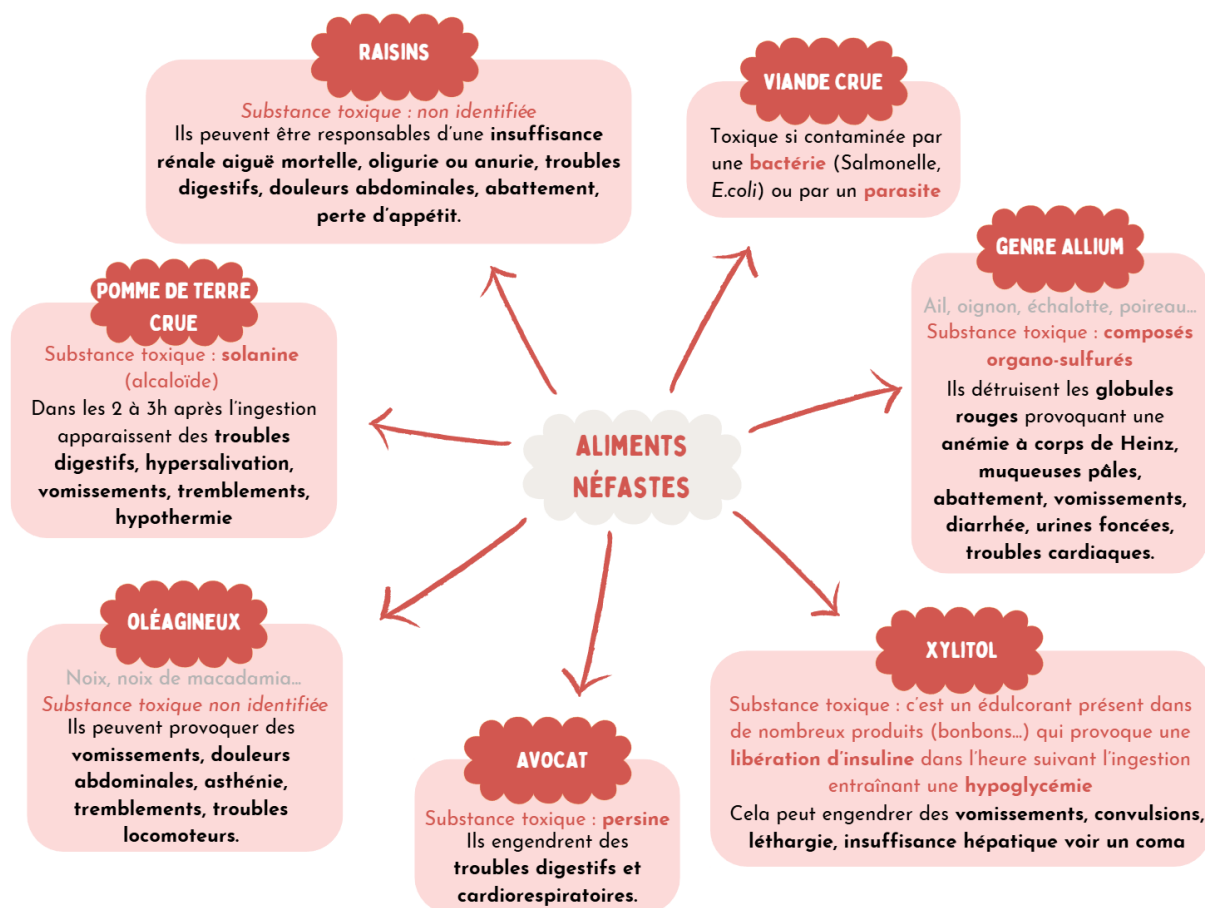 RAISINS
Substance toxique : non identifiée
Ils peuvent être responsables d'une insuffisance
rénale aiguë mortelle, oligurie ou anurie, troubles
digestifs, douleurs abdominales, abattement,
perte d'appétit.
VIANDE CRUE
Toxique si contaminée par
une bactérie (Salmonelle,
E.coli) ou par un parasite
GENRE ALLIUM
Ail, oignon, échalotte, poireau...
Substance toxique : composés
organo-sulfurés
Ils détruisent les globules
rouges provoquant une
anémie à corps de Heinz,
muqueuses pâles,
abattement, vomissements,
diarrhée, urines foncées,
troubles cardiaques.
POMME DE TERRE
CRUE
Substance toxique : solanine
(alcaloïde)
Dans les 2 à 3h après l'ingestion
apparaissent des troubles
digestifs, hypersalivation,
vomissements, tremblements,
hypothermie
ALIMENTS
NÉFASTES
OLÉAGINEUX
Noix, noix de macadamia...
Substance toxique non identifiée
Ils peuvent provoquer des
vomissements, douleurs
abdominales, asthénie,
tremblements, troubles
locomoteurs.
AVOCAT
Substance toxique : persine
Ils engendrent des
troubles digestifs et
cardiorespiratoires.
XYLITOL
Substance toxique : c'est un édulcorant présent dans
de nombreux produits (bonbons...) qui provoque une
libération d'insuline dans l'heure suivant l'ingestion
entraînant une hypoglycémie
Cela peut engendrer des vomissements, convulsions,
léthargie, insuffisance hépatique voir un coma